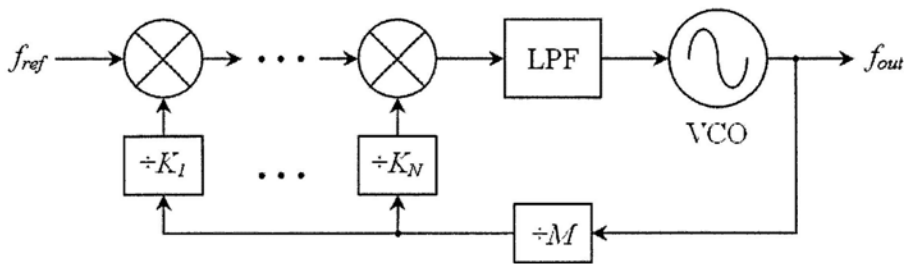 f_ref
• • •
LPF
f_out
VCO
÷K_1
• • •
÷K_N
÷M